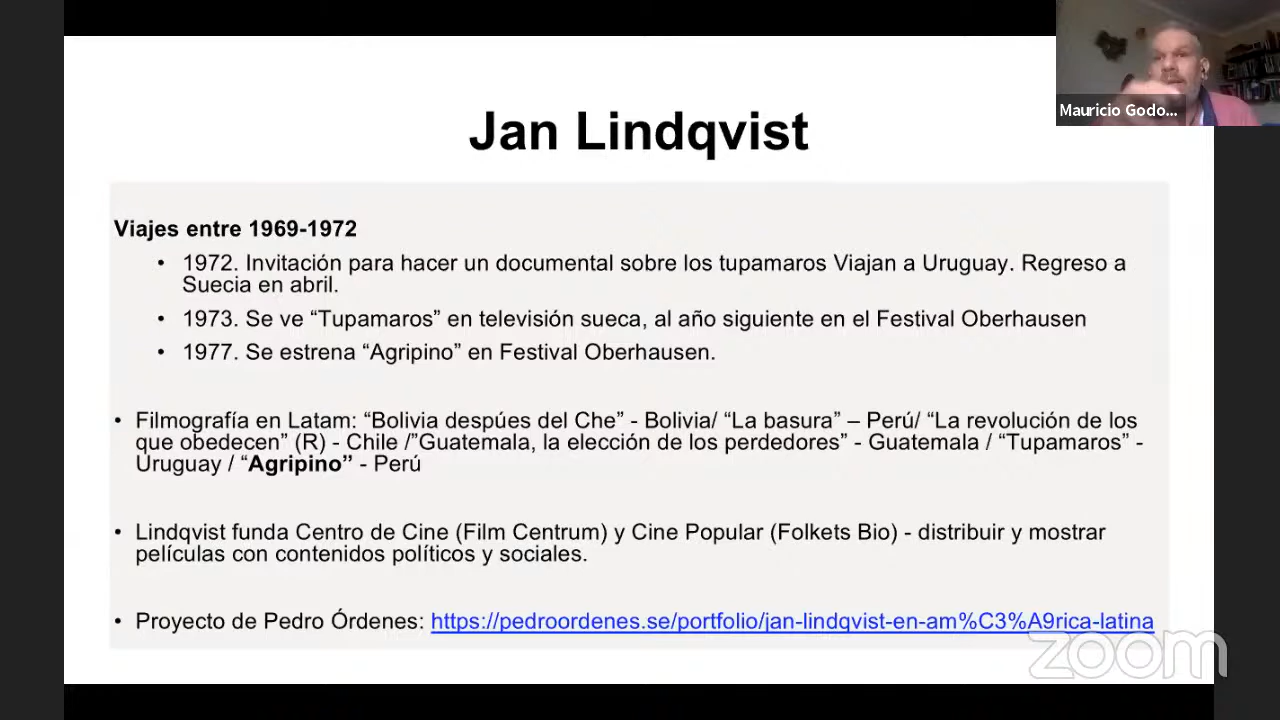 Mauricio Godo...
Jan Lindqvist
Viajes entre 1969-1972
• 1972. Invitación para hacer un documental sobre los tupamaros Viajan a Uruguay. Regreso a
Suecia en abril.
• 1973. Se ve “Tupamaros” en televisión sueca, al año siguiente en el Festival Oberhausen
• 1977. Se estrena “Agripino” en Festival Oberhausen.
• Filmografía en Latam: “Bolivia despúes del Che” - Bolivia/ “La basura” – Perú/ “La revolución de los
que obedecen” (R) - Chile /”Guatemala, la elección de los perdedores” - Guatemala / “Tupamaros” -
Uruguay / “Agripino” - Perú
• Lindqvist funda Centro de Cine (Film Centrum) y Cine Popular (Folkets Bio) - distribuir y mostrar
películas con contenidos políticos y sociales.
• Proyecto de Pedro Órdenes: https://pedroordenes.se/portfolio/jan-lindqvist-en-am%C3%A9rica-latina
zoom